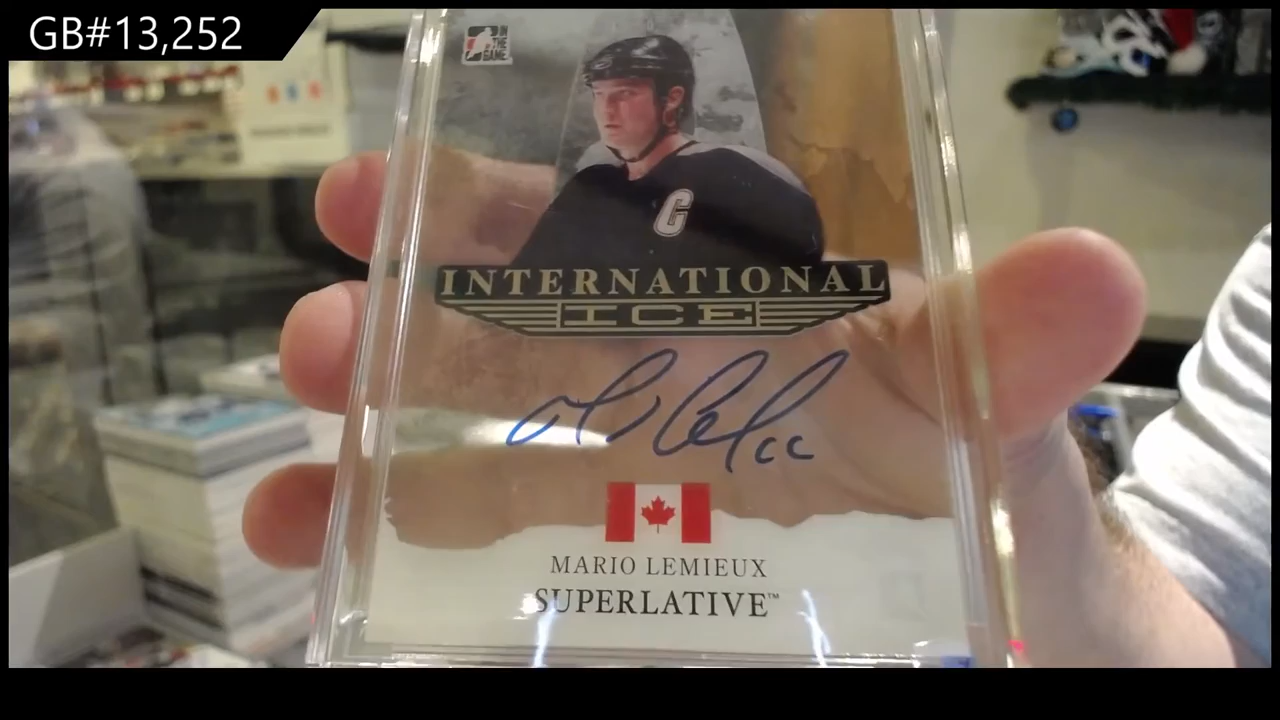 GB#13,252
IN
THE
GAME
C
INTERNATIONAL
ICE
MARIO LEMIEUX
SUPERLATIVE™